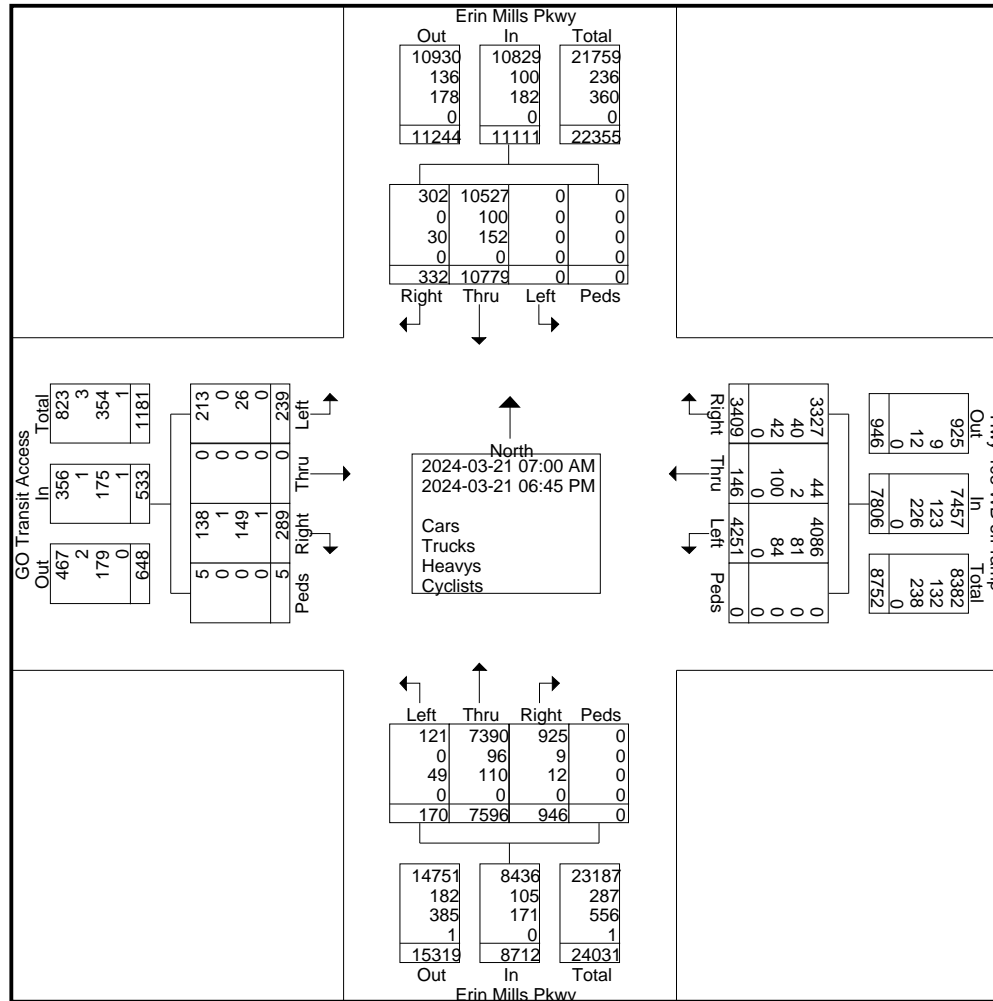 Erin Mills Pkwy
Out In Total
10930 10829 21759
136 100 236
178 182 360
0 0 0
11244 11111 22355
302 10527 0 0
0 100 0 0
30 152 0 0
0 0 0 0
332 10779 0 0
Right Thru Left Peds
GO Transit Access
Total
823
3
354
1
1181
In
356
1
175
1
533
Out
467
2
179
0
648
Left
213
0
26
0
239
Thru
0
0
0
0
0
Right
138
1
149
1
289
Peds
5
0
0
0
5
North
2024-03-21 07:00 AM
2024-03-21 06:45 PM
Cars
Trucks
Heavys
Cyclists
Right
3327
40
42
0
3409
Thru
44
2
100
0
146
Left
4086
81
84
0
4251
Peds
0
0
0
0
0
Out
925
9
12
0
946
In
7457
123
226
0
7806
Total
8382
132
238
0
8752
Left Thru Right Peds
121 7390 925 0
0 96 9 0
49 110 12 0
0 0 0 0
170 7596 946 0
14751 8436 23187
182 105 287
385 171 556
1 0 1
15319 8712 24031
Out In Total
Erin Mills Pkwy